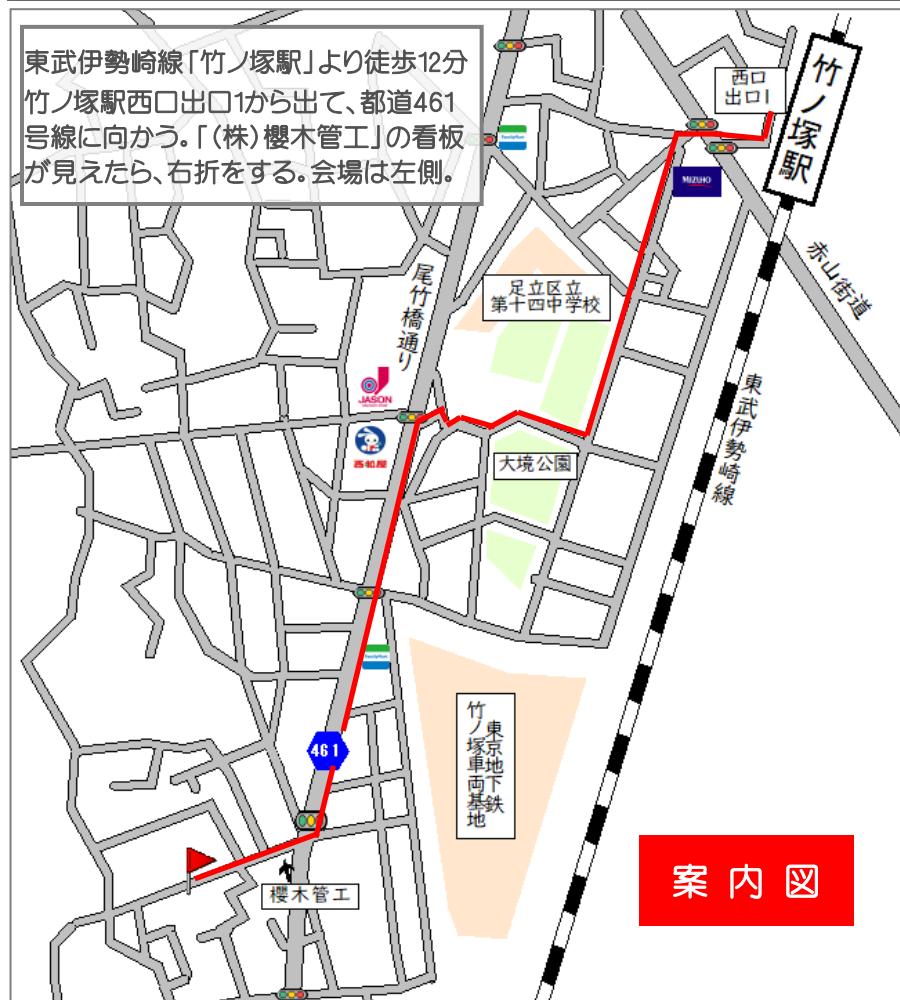 東武伊勢崎線「竹ノ塚駅」より徒歩12分
竹ノ塚駅西口出口1から出て、都道461
号線に向かう。「(株)櫻木管工」の看板
が見えたら、右折をする。会場は左側。
西口
出口1
竹ノ塚駅
FamilyMart
MIZUHO
赤山街道
足立区立
第十四中学校
尾竹橋通り
JASON
西松屋
東武伊勢崎線
大境公園
FamilyMart
東京地下鉄
竹ノ塚車両基地
461
櫻木管工
案内図